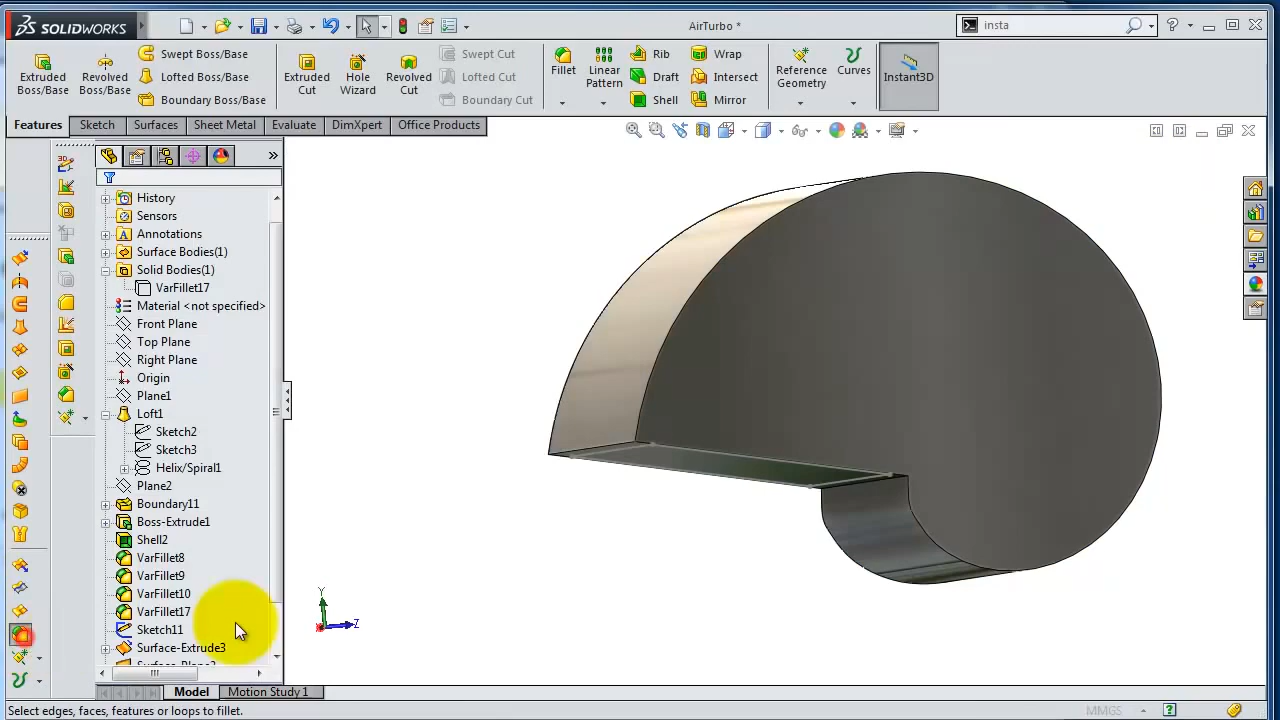 SOLIDWORKS
AirTurbo *
insta
Extruded Boss/Base
Revolved Boss/Base
Swept Boss/Base
Lofted Boss/Base
Boundary Boss/Base
Extruded Cut
Hole Wizard
Revolved Cut
Swept Cut
Lofted Cut
Boundary Cut
Fillet
Linear Pattern
Rib
Draft
Shell
Wrap
Intersect
Mirror
Reference Geometry
Curves
Instant3D
Features
Sketch
Surfaces
Sheet Metal
Evaluate
DimXpert
Office Products
History
Sensors
Annotations
Surface Bodies(1)
Solid Bodies(1)
VarFillet17
Material <not specified>
Front Plane
Top Plane
Right Plane
Origin
Plane1
Loft1
Sketch2
Sketch3
Helix/Spiral1
Plane2
Boundary11
Boss-Extrude1
Shell2
VarFillet8
VarFillet9
VarFillet10
VarFillet17
Sketch11
Surface-Extrude3
Y
Z
Model
Motion Study 1
Select edges, faces, features or loops to fillet.
MMGS